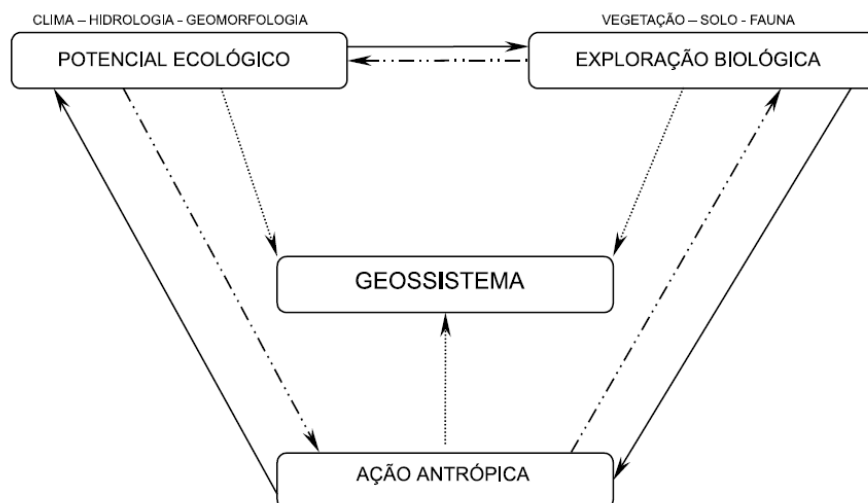 CLIMA – HIDROLOGIA - GEOMORFOLOGIA
VEGETAÇÃO – SOLO - FAUNA
POTENCIAL ECOLÓGICO
EXPLORAÇÃO BIOLÓGICA
GEOSSISTEMA
AÇÃO ANTRÓPICA